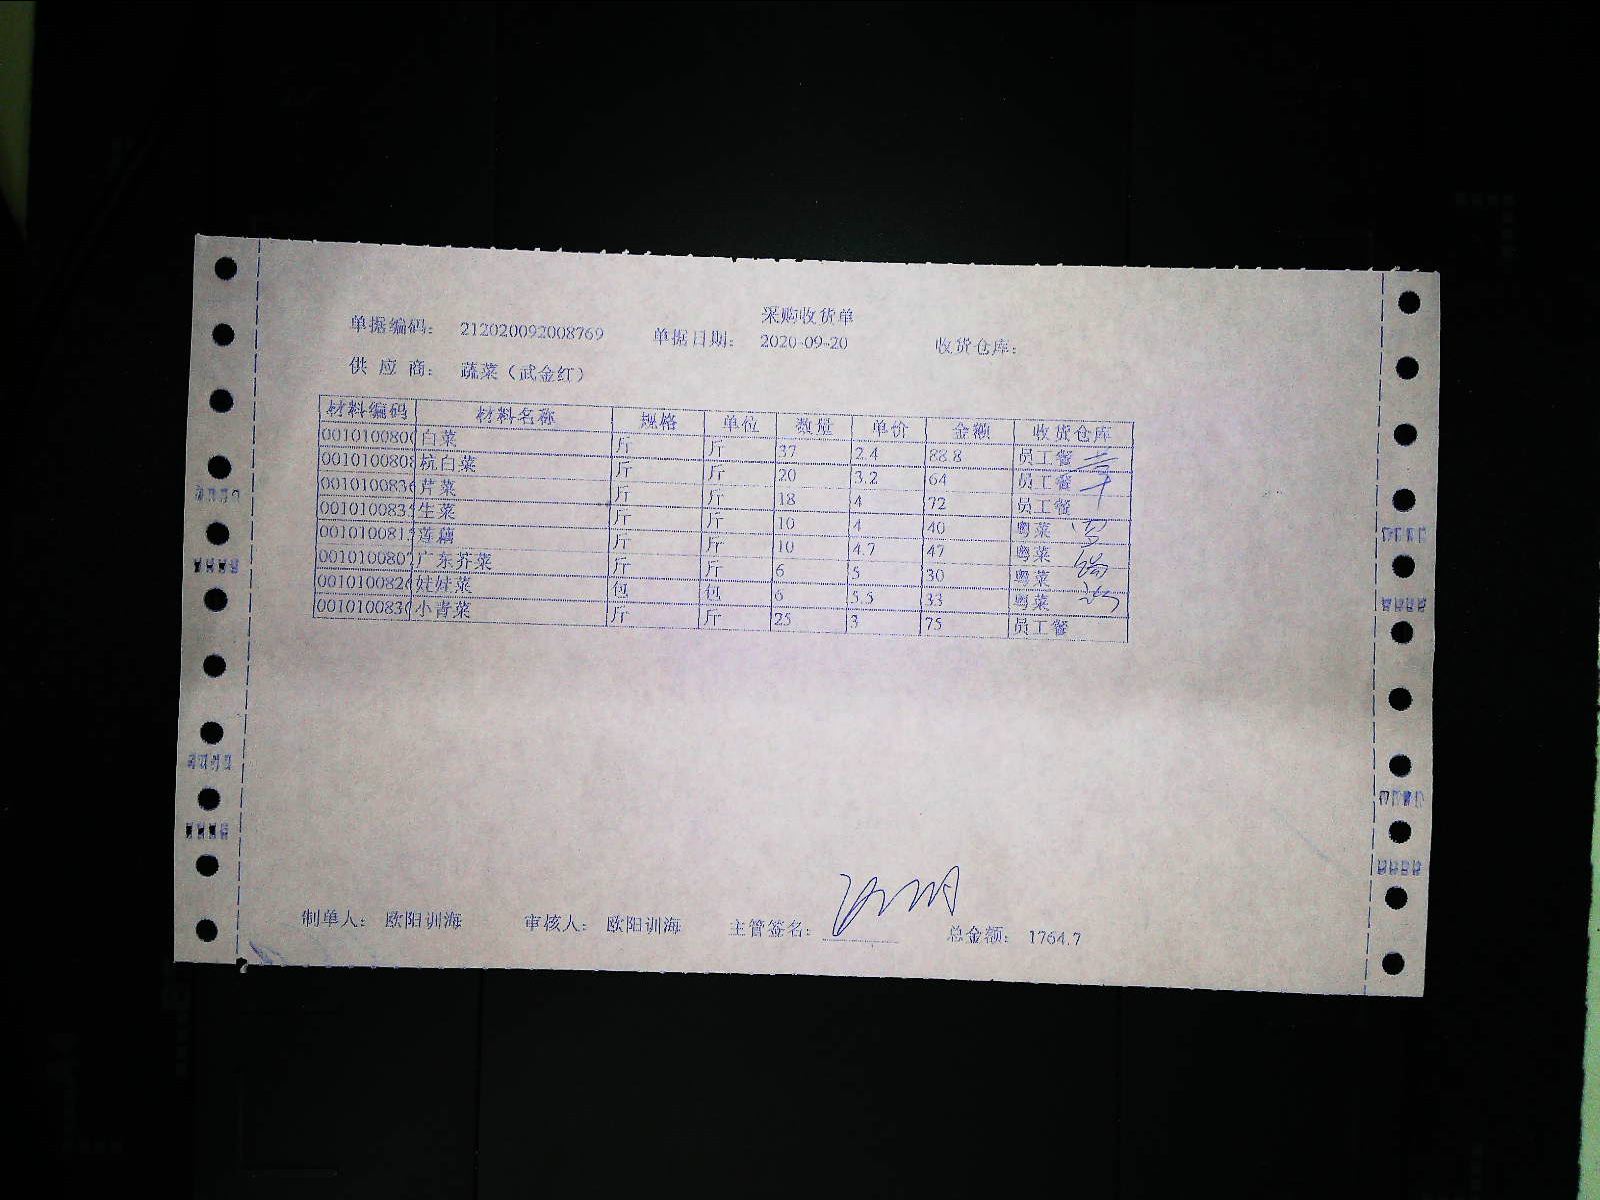 采购收货单
单据编码： 212020092008769 单据日期： 2020-09-20 收货仓库：
供 应 商： 蔬菜（武金红）
材料编码 材料名称 规格 单位 数量 单价 金额 收货仓库
0010100800 白菜 斤 斤 37 2.4 88.8 员工餐
0010100808 杭白菜 斤 斤 20 3.2 64 员工餐
0010100836 芹菜 斤 斤 18 4 72 员工餐
001010083 生菜 斤 斤 10 4 40 粤菜
001010081 莲藕 斤 斤 10 4.7 47 粤菜
001010080 广东芥菜 斤 斤 6 5 30 粤菜
001010082 娃娃菜 包 包 6 5.5 33 粤菜
001010083 小青菜 斤 斤 25 3 75 员工餐
制单人： 欧阳训海 审核人： 欧阳训海 主管签名： 总金额： 1764.7